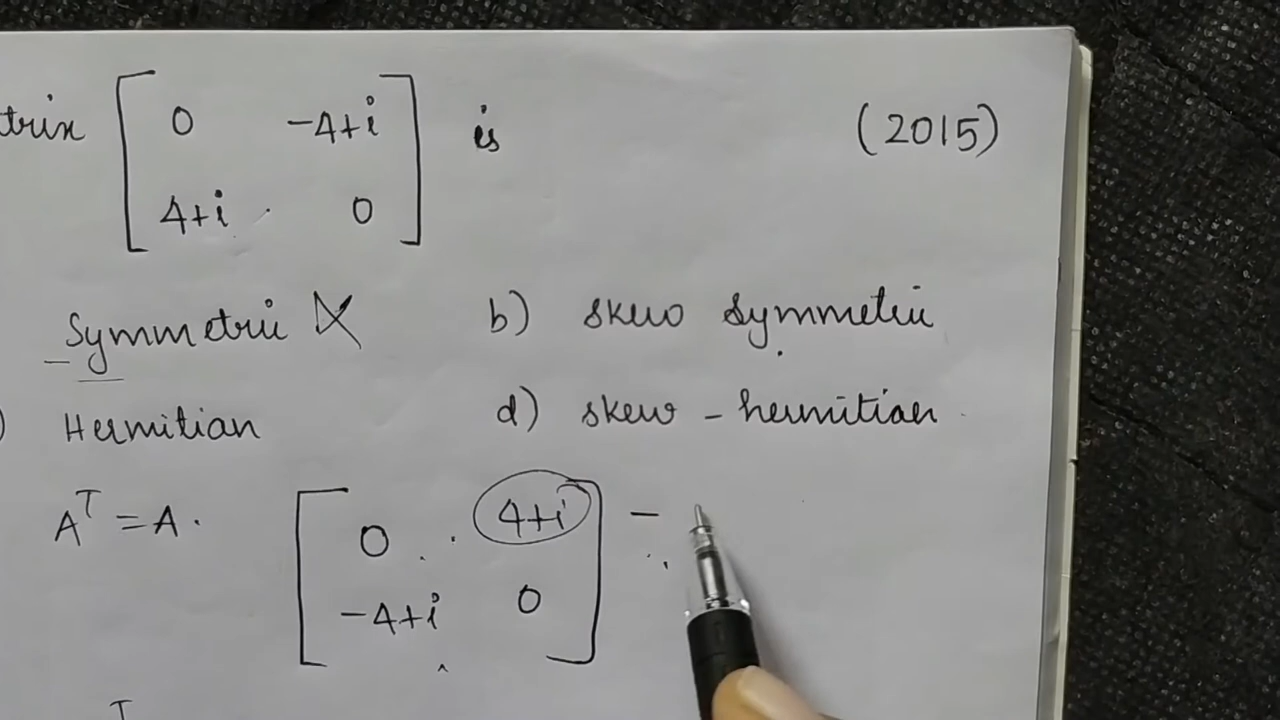 trix [ 0 -4+i ] is (2015)
4+i 0
Symmetric b) skew symmetric
) Hermitian d) skew - hermitian
A^T = A. [ 0 4+i ] -
-4+i 0
T